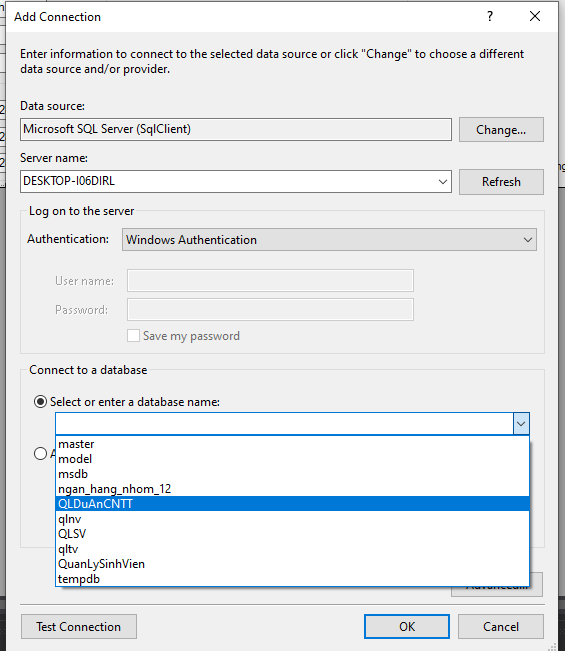 Add Connection
?
Enter information to connect to the selected data source or click "Change" to choose a different
data source and/or provider.
Data source:
Microsoft SQL Server (SqlClient)
Change...
Server name:
DESKTOP-I06DIRL
Refresh
Log on to the server
Authentication:
Windows Authentication
User name:
Password:
Save my password
Connect to a database
Select or enter a database name:
master
model
msdb
ngan_hang_nhom_12
QLDuAnCNTT
qlnv
QLSV
qltv
QuanLySinhVien
tempdb
Test Connection
OK
Cancel